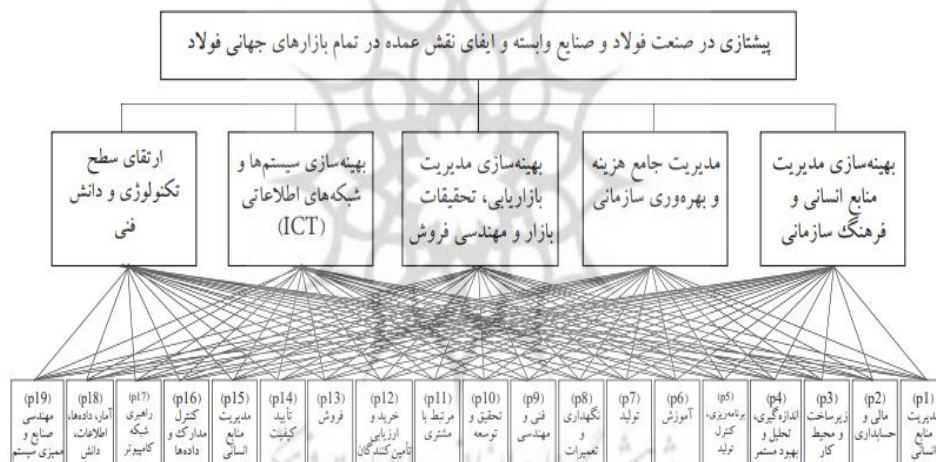 پیشتازی در صنعت فولاد و صنایع وابسته و ایفای نقش عمده در تمام بازارهای جهانی فولاد
بهینه‌سازی مدیریت
منابع انسانی و
فرهنگ سازمانی
مدیریت جامع هزینه
و بهره‌وری سازمانی
بهینه‌سازی مدیریت
بازاریابی، تحقیقات
بازار و مهندسی فروش
بهینه‌سازی سیستم‌ها و
شبکه‌های اطلاعاتی
(ICT)
ارتقای سطح
تکنولوژی و دانش
فنی
(p1)
مدیریت
منابع
انسانی
(p2)
مالی و
حسابداری
(p3)
زیرساخت
و محیط
کار
(p4)
اندازه‌گیری،
تحلیل و
بهبود مستمر
(p5)
برنامه‌ریزی،
کنترل
تولید
(p6)
آموزش
(p7)
تولید
(p8)
نگهداری
و
تعمیرات
(p9)
فنی و
مهندسی
(p10)
تحقیق و
توسعه
(p11)
مرتبط با
مشتری
(p12)
خرید و
ارزیابی
تأمین‌کنندگان
(p13)
فروش
(p14)
تأیید
کیفیت
(p15)
مدیریت
منابع
انسانی
(p16)
کنترل
مدارک و
داده‌ها
(p17)
راهبری
شبکه
کامپیوتر
(p18)
آمار، داده‌ها،
اطلاعات،
دانش
(p19)
مهندسی
صنایع و
ممیزی سیستم